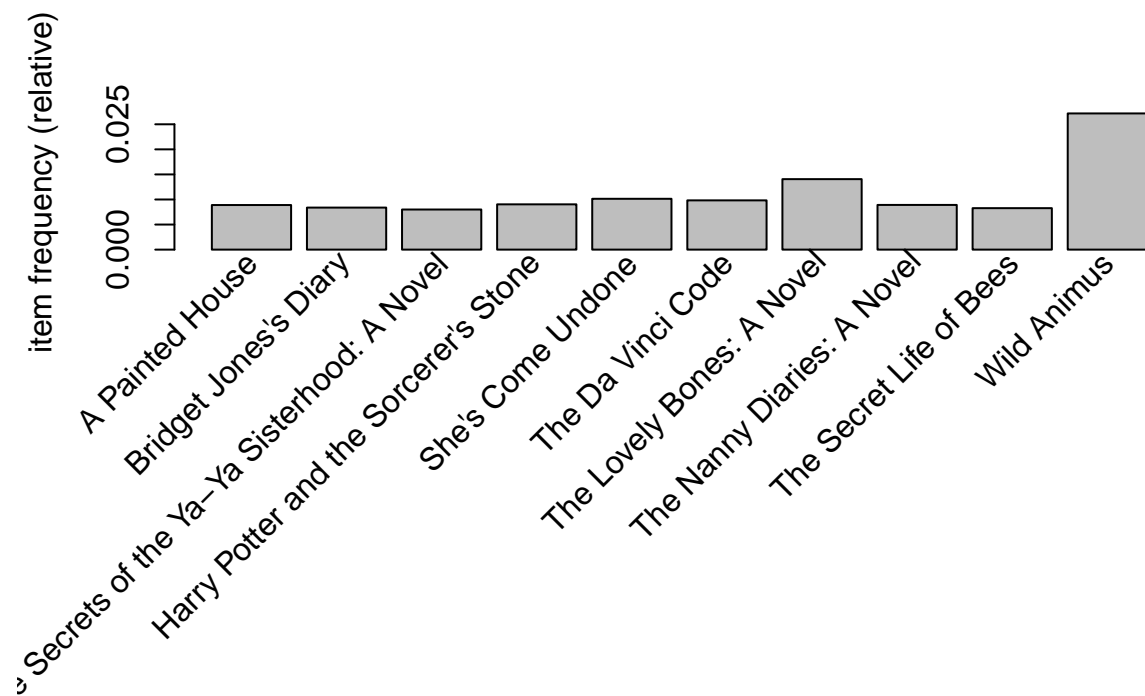 item frequency (relative)
0.025
0.000
A Painted House
Bridget Jones's Diary
Secrets of the Ya−Ya Sisterhood: A Novel
Harry Potter and the Sorcerer's Stone
She's Come Undone
The Da Vinci Code
The Lovely Bones: A Novel
The Nanny Diaries: A Novel
The Secret Life of Bees
Wild Animus